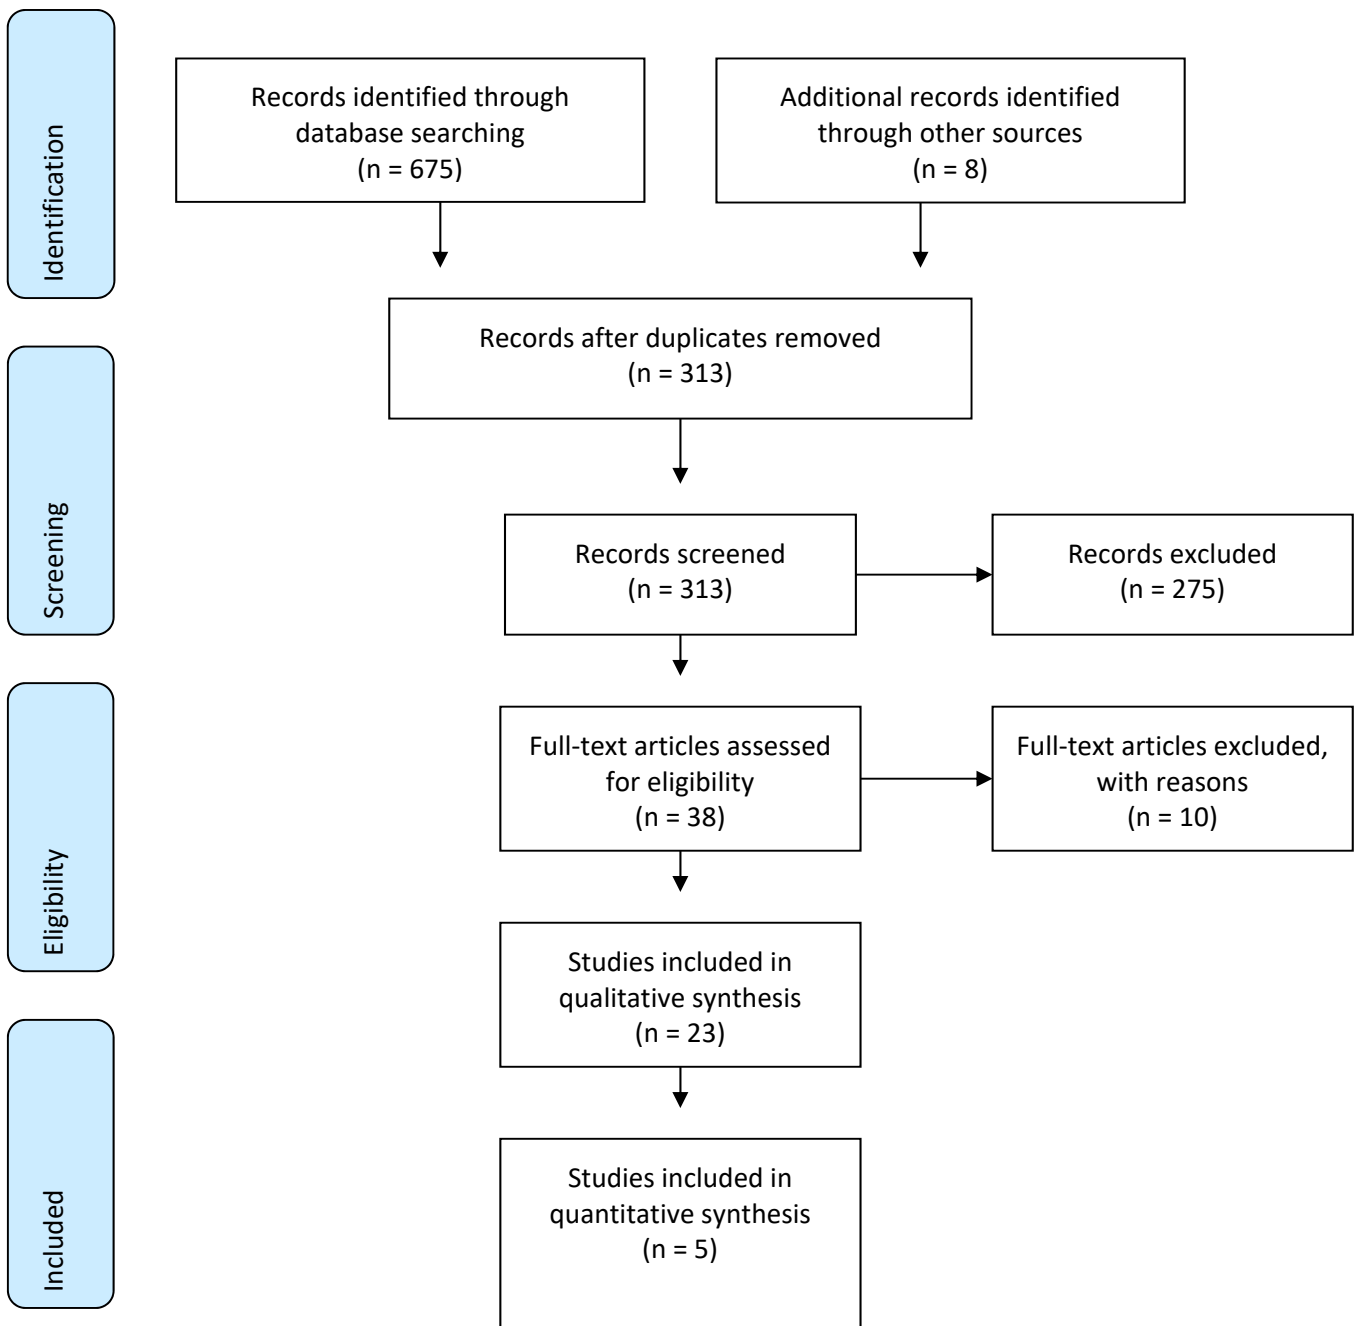 Identification
Records identified through
database searching
(n = 675)
Additional records identified
through other sources
(n = 8)
Records after duplicates removed
(n = 313)
Screening
Records screened
(n = 313)
Records excluded
(n = 275)
Eligibility
Full-text articles assessed
for eligibility
(n = 38)
Full-text articles excluded,
with reasons
(n = 10)
Studies included in
qualitative synthesis
(n = 23)
Included
Studies included in
quantitative synthesis
(n = 5)